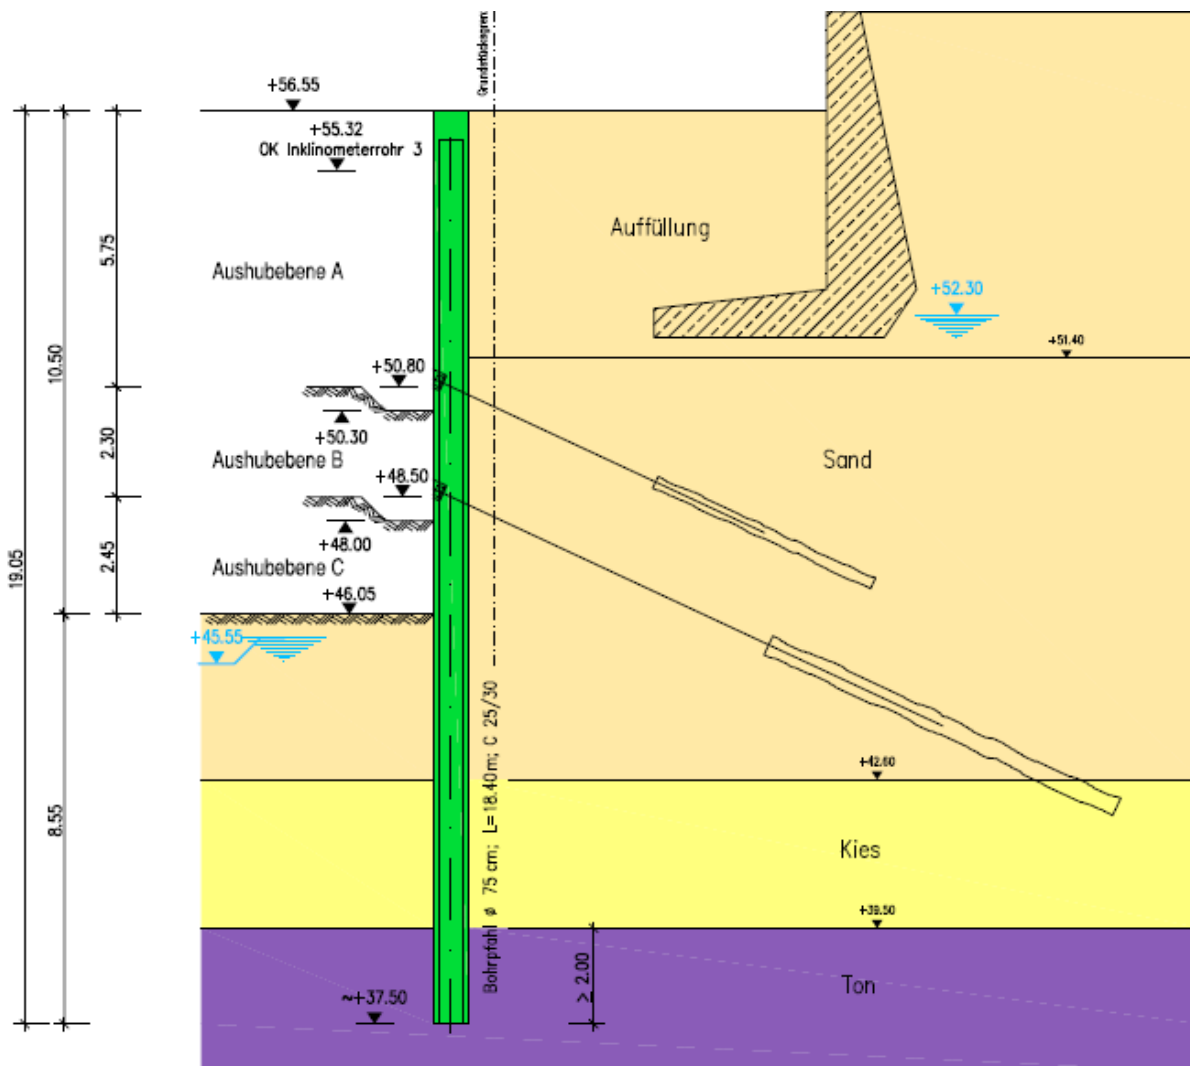 Grundstücksgrenz
+56.55
+55.32
OK Inklinometerrohr 3
Auffüllung
5.75
Aushubebene A
+52.30
+51.40
10.50
+50.80
+50.30
2.30
Aushubebene B
Sand
+48.50
+48.00
2.45
19.05
Aushubebene C
+46.05
+45.55
Bohrpfahl ø 75 cm; L=18.40m; C 25/30
+42.60
8.55
Kies
+39.50
≥ 2.00
Ton
~+37.50